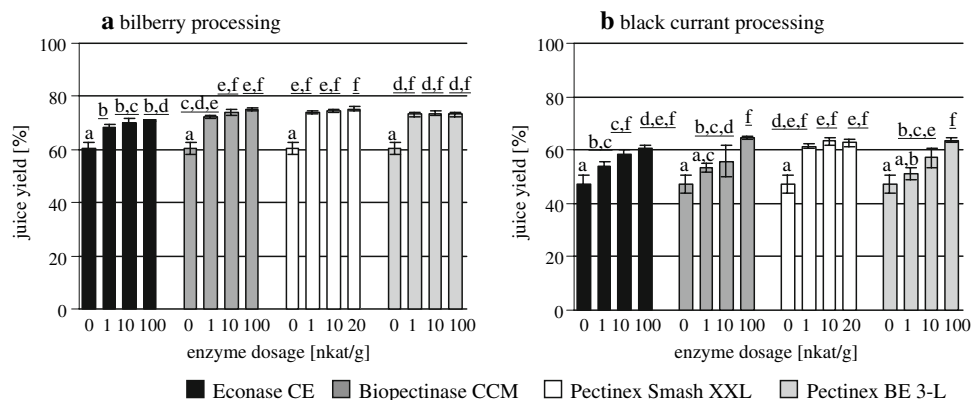 a bilberry processing
100
80
60
40
20
0
juice yield [%]
a b b,c b,d
c,d,e e,f e,f
a
e,f e,f f
a
d,f d,f d,f
a
0 1 10 100 0 1 10 100 0 1 10 20 0 1 10 100
enzyme dosage [nkat/g]
b black currant processing
100
80
60
40
20
0
juice yield [%]
a b,c c,f d,e,f
a a,c b,c,d f
a d,e,f e,f e,f
a a,b b,c,e f
0 1 10 100 0 1 10 100 0 1 10 20 0 1 10 100
enzyme dosage [nkat/g]
Econase CE Biopectinase CCM Pectinex Smash XXL Pectinex BE 3-L